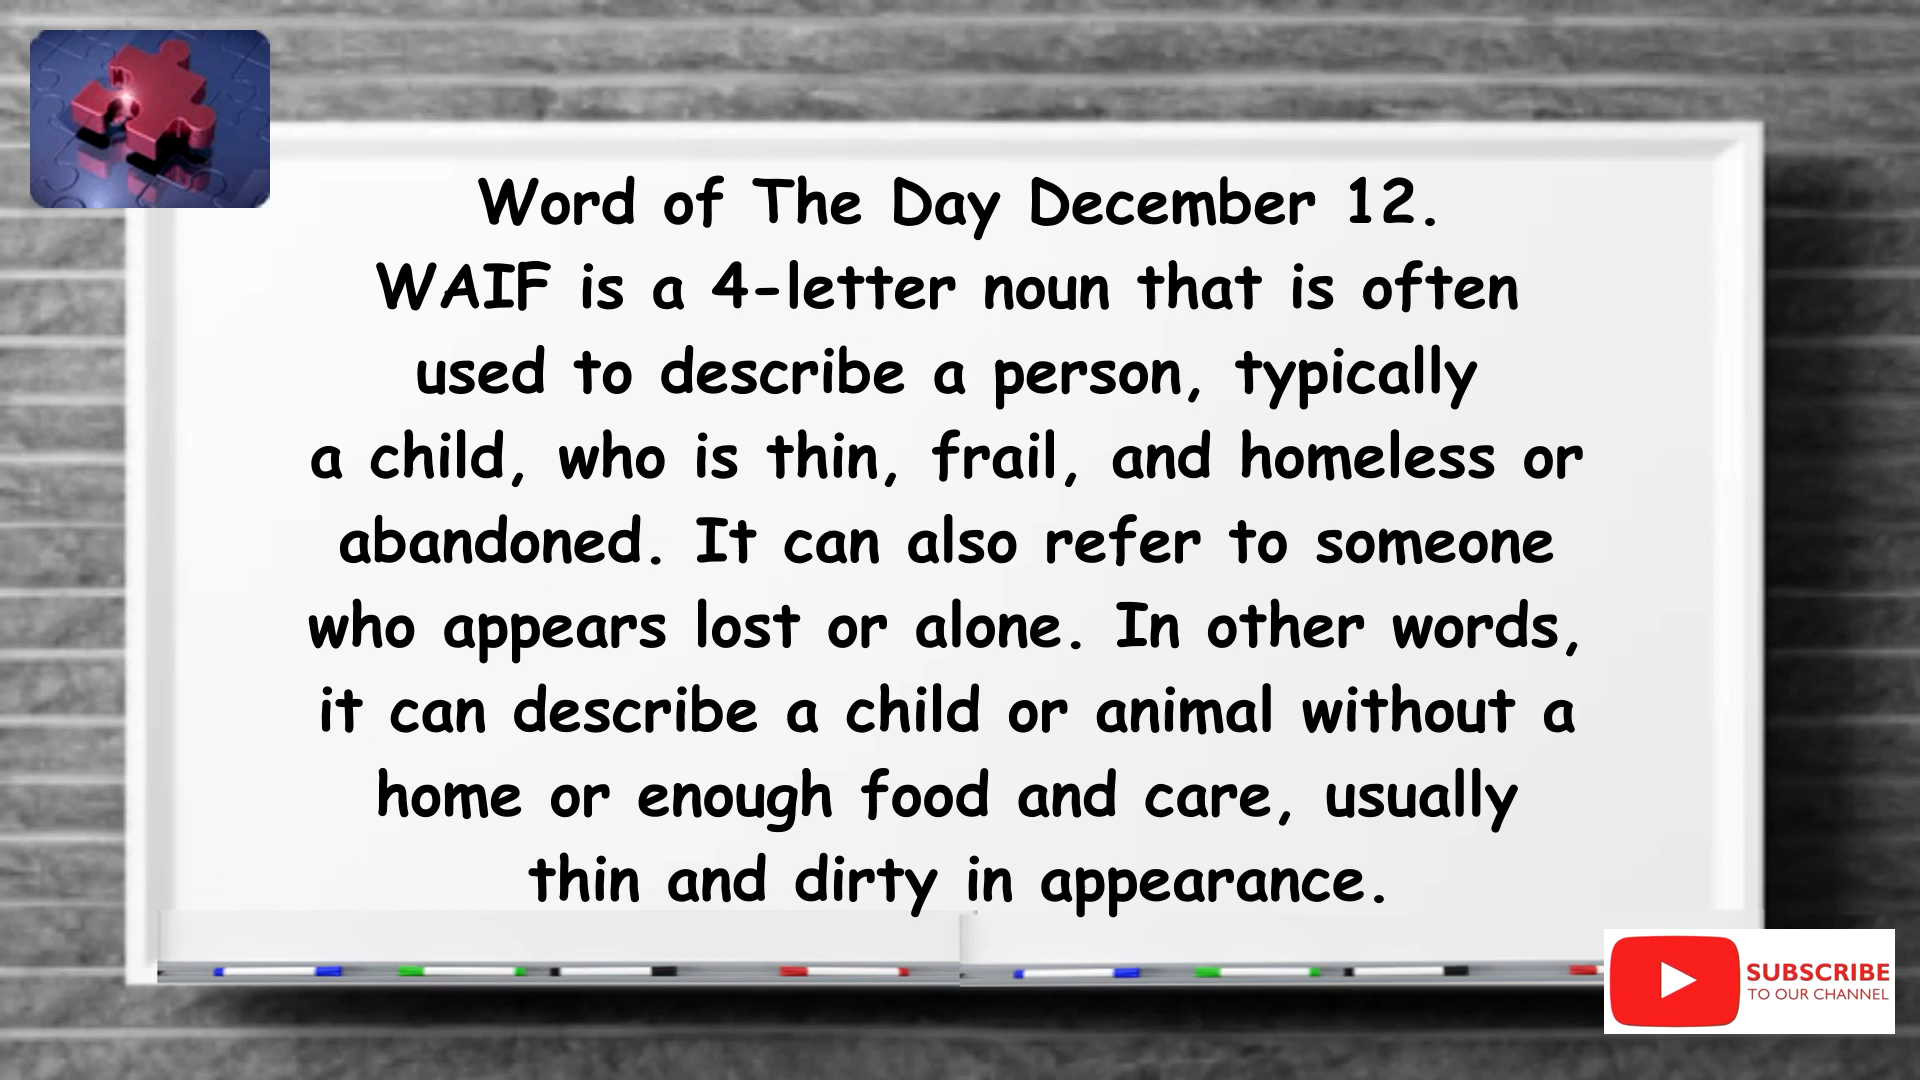 Word of The Day December 12.
WAIF is a 4-letter noun that is often
used to describe a person, typically
a child, who is thin, frail, and homeless or
abandoned. It can also refer to someone
who appears lost or alone. In other words,
it can describe a child or animal without a
home or enough food and care, usually
thin and dirty in appearance.
SUBSCRIBE
TO OUR CHANNEL